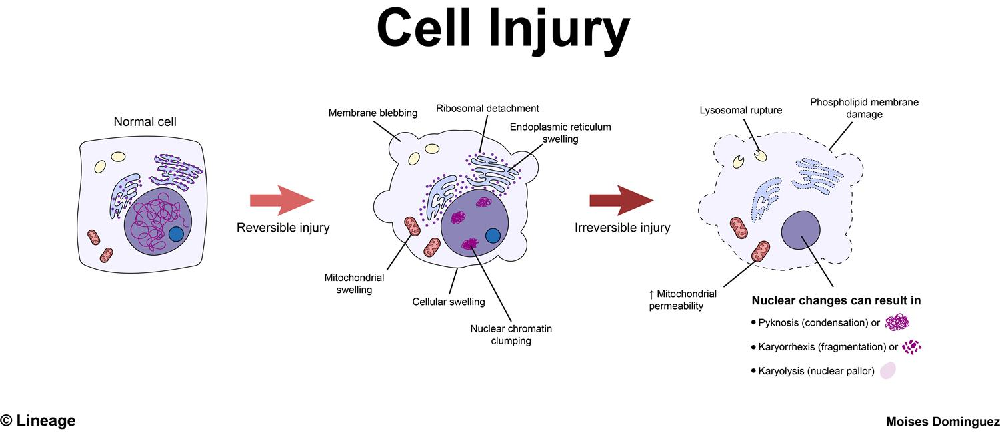 Cell Injury
Normal cell
Reversible injury
Membrane blebbing
Ribosomal detachment
Endoplasmic reticulum
swelling
Mitochondrial
swelling
Cellular swelling
Nuclear chromatin
clumping
Irreversible injury
Lysosomal rupture
Phospholipid membrane
damage
↑ Mitochondrial
permeability
Nuclear changes can result in
• Pyknosis (condensation) or
• Karyorrhexis (fragmentation) or
• Karyolysis (nuclear pallor)
© Lineage
Moises Dominguez